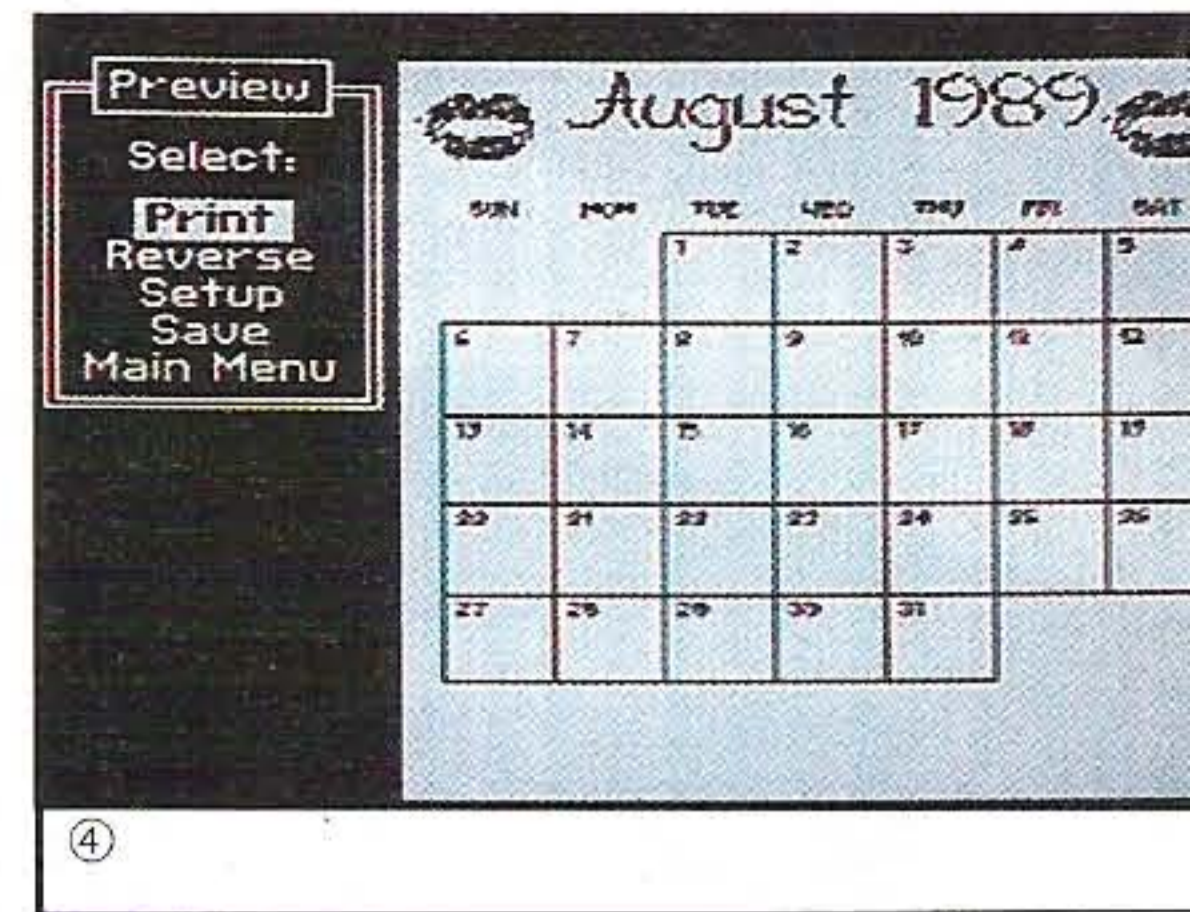 Preview
Select:
Print
Reverse
Setup
Save
Main Menu
August 1989
SUN MON TUE WED THU FRI SAT
1 2 3 4 5
6 7 8 9 10 11 12
13 14 15 16 17 18 19
20 21 22 23 24 25 26
27 28 29 30 31
④